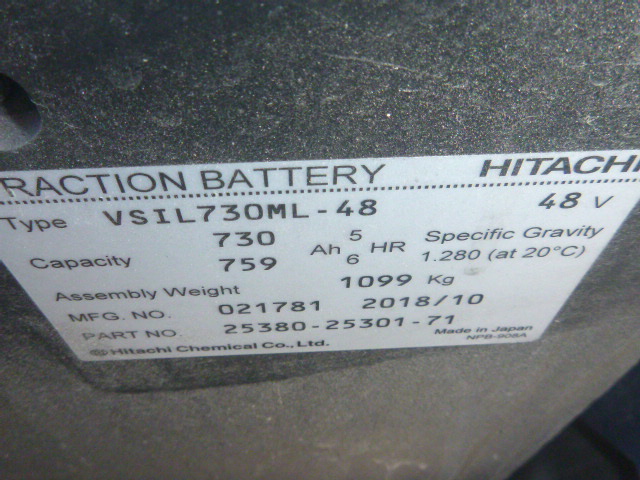 RACTION BATTERY HITACHI
Type VSIL730ML-48 48 V
730 Ah 5 HR Specific Gravity
Capacity 759 6 1.280 (at 20°C)
Assembly Weight 1099 Kg
MFG. NO. 021781 2018/10
PART NO. 25380-25301-71 Made in Japan
Hitachi Chemical Co., Ltd. NPB-908A